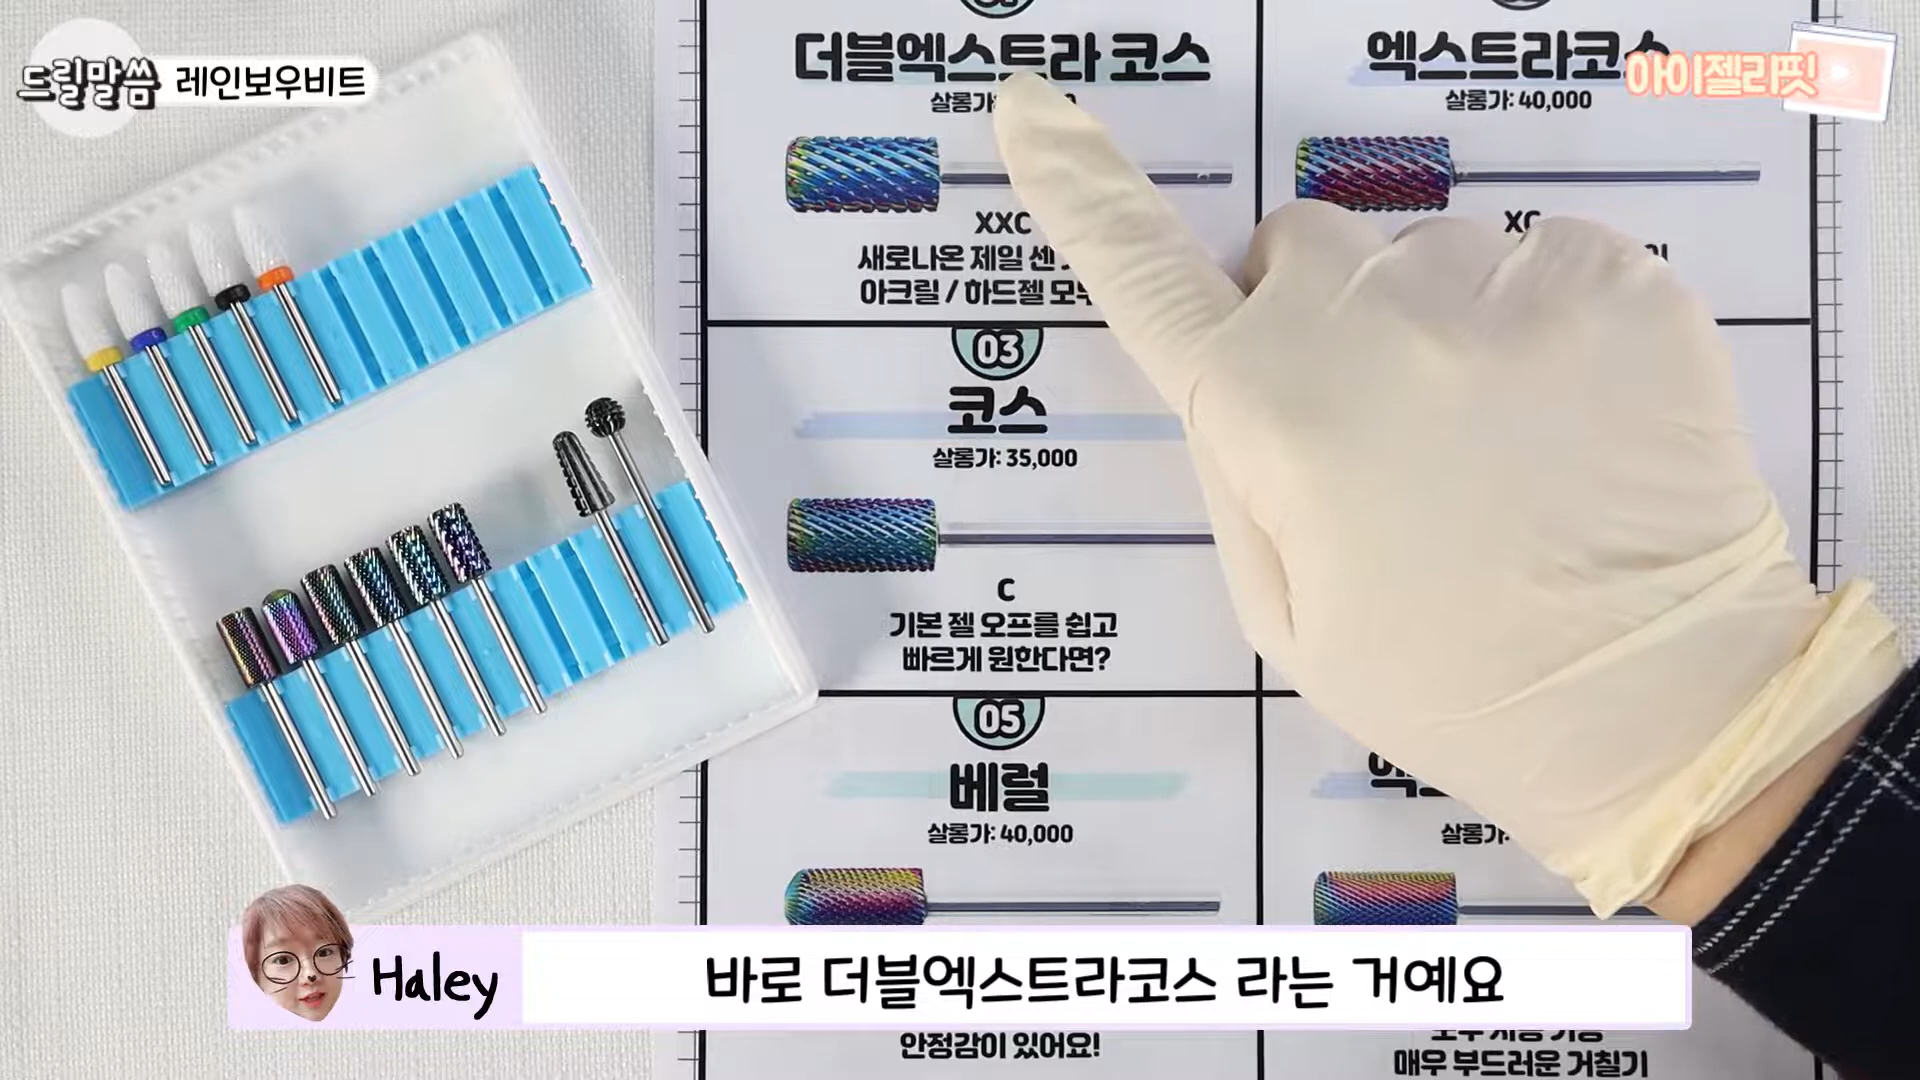 드릴말씀 레인보우비트
아이젤리핏
더블엑스트라 코스
살롱가:
XXC
새로나온 제일 센
아크릴 / 하드젤 모두
엑스트라코스
살롱가: 40,000
XC
03
코스
살롱가: 35,000
C
기본 젤 오프를 쉽고
빠르게 원한다면?
05
베럴
살롱가: 40,000
안정감이 있어요!
살롱가:
매우 부드러운 거칠기
Haley
바로 더블엑스트라코스 라는 거예요